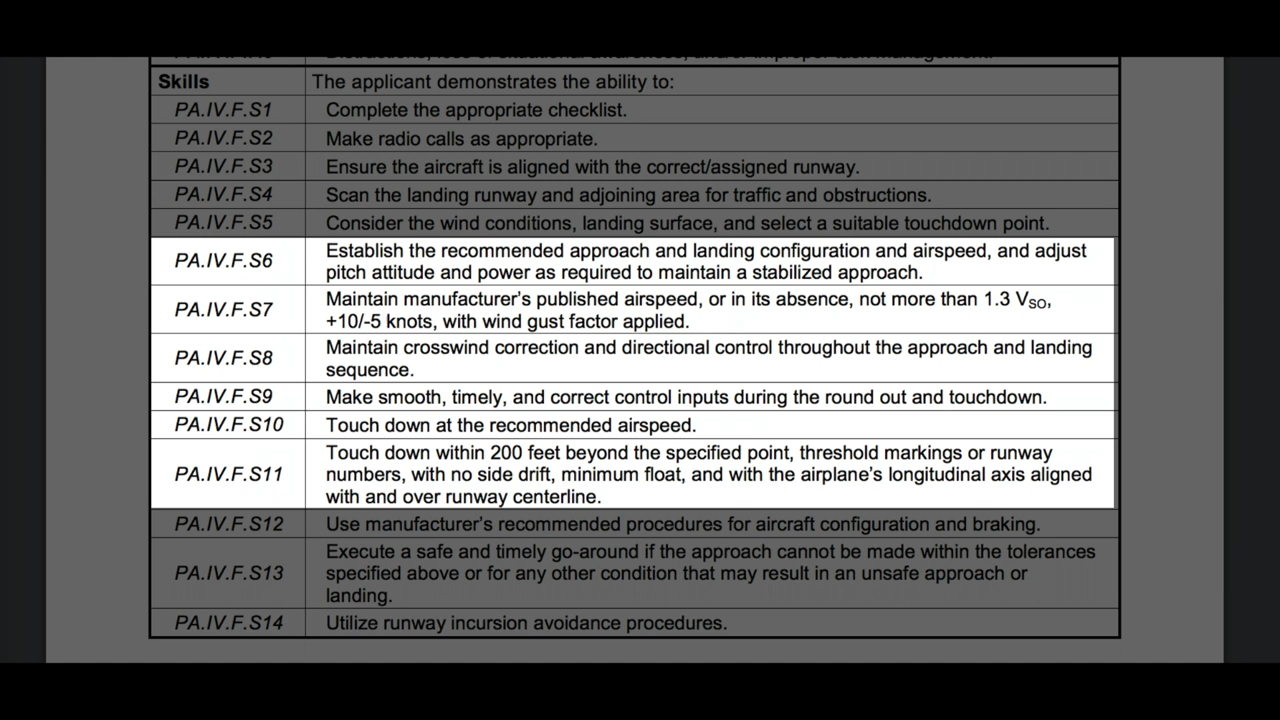 Skills The applicant demonstrates the ability to:
PA.IV.F.S1 Complete the appropriate checklist.
PA.IV.F.S2 Make radio calls as appropriate.
PA.IV.F.S3 Ensure the aircraft is aligned with the correct/assigned runway.
PA.IV.F.S4 Scan the landing runway and adjoining area for traffic and obstructions.
PA.IV.F.S5 Consider the wind conditions, landing surface, and select a suitable touchdown point.
PA.IV.F.S6 Establish the recommended approach and landing configuration and airspeed, and adjust
pitch attitude and power as required to maintain a stabilized approach.
PA.IV.F.S7 Maintain manufacturer's published airspeed, or in its absence, not more than 1.3 VSO,
+10/-5 knots, with wind gust factor applied.
PA.IV.F.S8 Maintain crosswind correction and directional control throughout the approach and landing
sequence.
PA.IV.F.S9 Make smooth, timely, and correct control inputs during the round out and touchdown.
PA.IV.F.S10 Touch down at the recommended airspeed.
PA.IV.F.S11 Touch down within 200 feet beyond the specified point, threshold markings or runway
numbers, with no side drift, minimum float, and with the airplane's longitudinal axis aligned
with and over runway centerline.
PA.IV.F.S12 Use manufacturer's recommended procedures for aircraft configuration and braking.
PA.IV.F.S13 Execute a safe and timely go-around if the approach cannot be made within the tolerances
specified above or for any other condition that may result in an unsafe approach or
landing.
PA.IV.F.S14 Utilize runway incursion avoidance procedures.